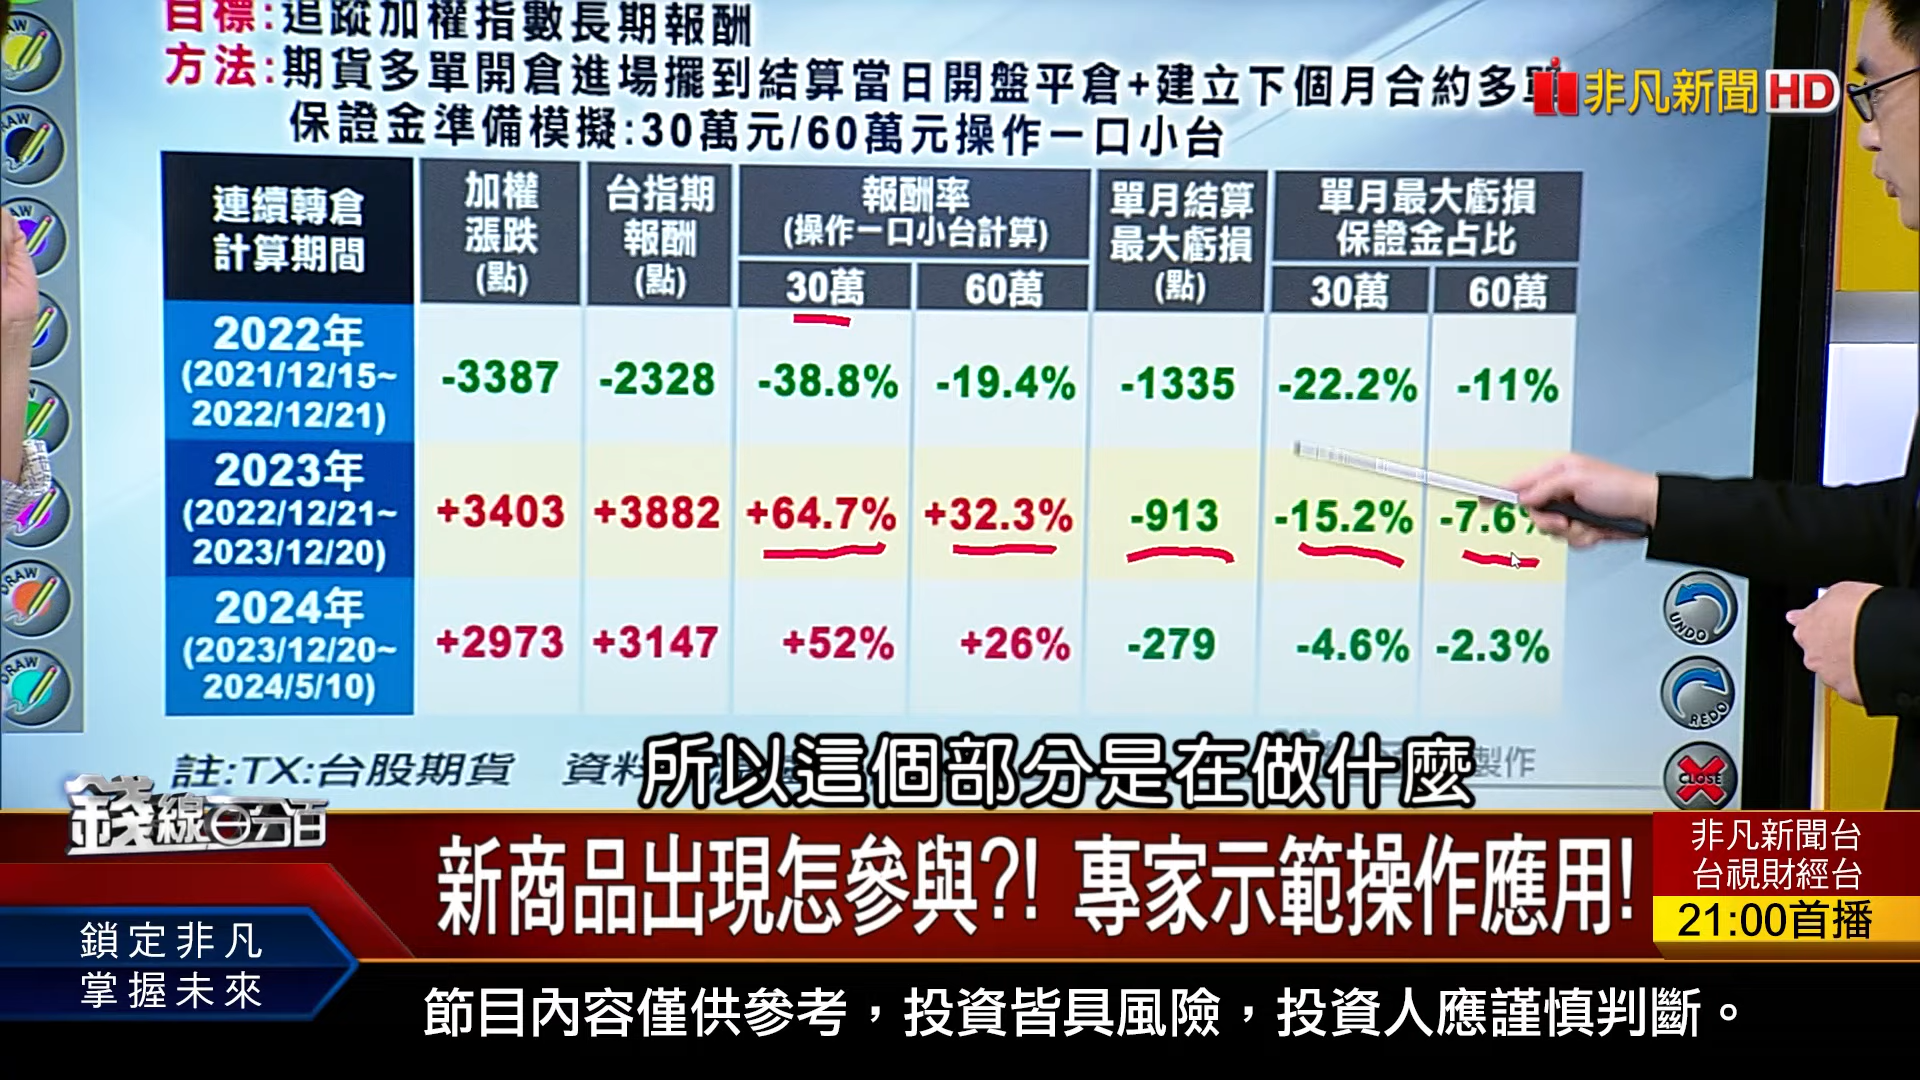 目標:追蹤加權指數長期報酬
方法:期貨多單開倉進場擺到結算當日開盤平倉+建立下個月合約多單
保證金準備模擬:30萬元/60萬元操作一口小台
非凡新聞HD
連續轉倉計算期間 加權漲跌(點) 台指期報酬(點) 報酬率(操作一口小台計算) 單月結算最大虧損(點) 單月最大虧損保證金占比
30萬 60萬 30萬 60萬
2022年
(2021/12/15~
2022/12/21)
-3387 -2328 -38.8% -19.4% -1335 -22.2% -11%
2023年
(2022/12/21~
2023/12/20)
+3403 +3882 +64.7% +32.3% -913 -15.2% -7.6%
2024年
(2023/12/20~
2024/5/10)
+2973 +3147 +52% +26% -279 -4.6% -2.3%
註:TX:台股期貨 資料
製作
DRAW
DRAW
DRAW
DRAW
UNDO
REDO
CLOSE
所以這個部分是在做什麼
錢線百分百
新商品出現怎參與?! 專家示範操作應用!
非凡新聞台
台視財經台
21:00首播
鎖定非凡
掌握未來
節目內容僅供參考，投資皆具風險，投資人應謹慎判斷。